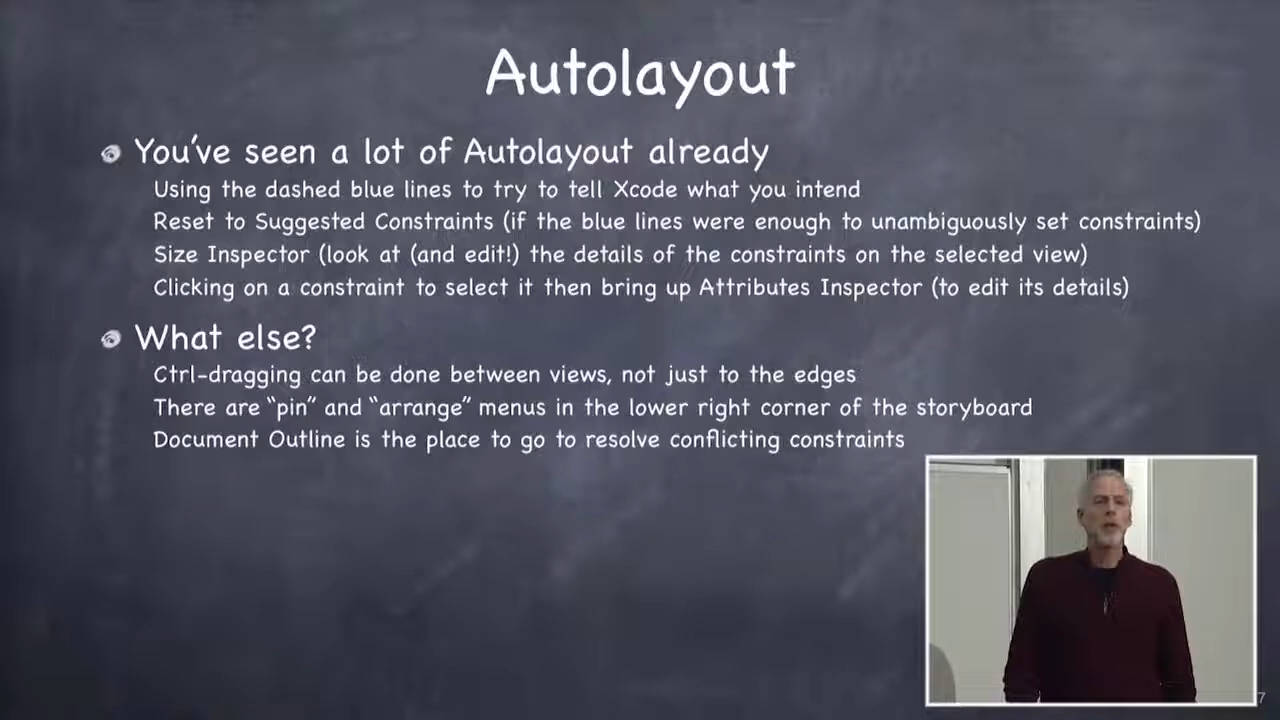 Autolayout
You've seen a lot of Autolayout already
Using the dashed blue lines to try to tell Xcode what you intend
Reset to Suggested Constraints (if the blue lines were enough to unambiguously set constraints)
Size Inspector (look at (and edit!) the details of the constraints on the selected view)
Clicking on a constraint to select it then bring up Attributes Inspector (to edit its details)
What else?
Ctrl-dragging can be done between views, not just to the edges
There are “pin” and “arrange” menus in the lower right corner of the storyboard
Document Outline is the place to go to resolve conflicting constraints
7